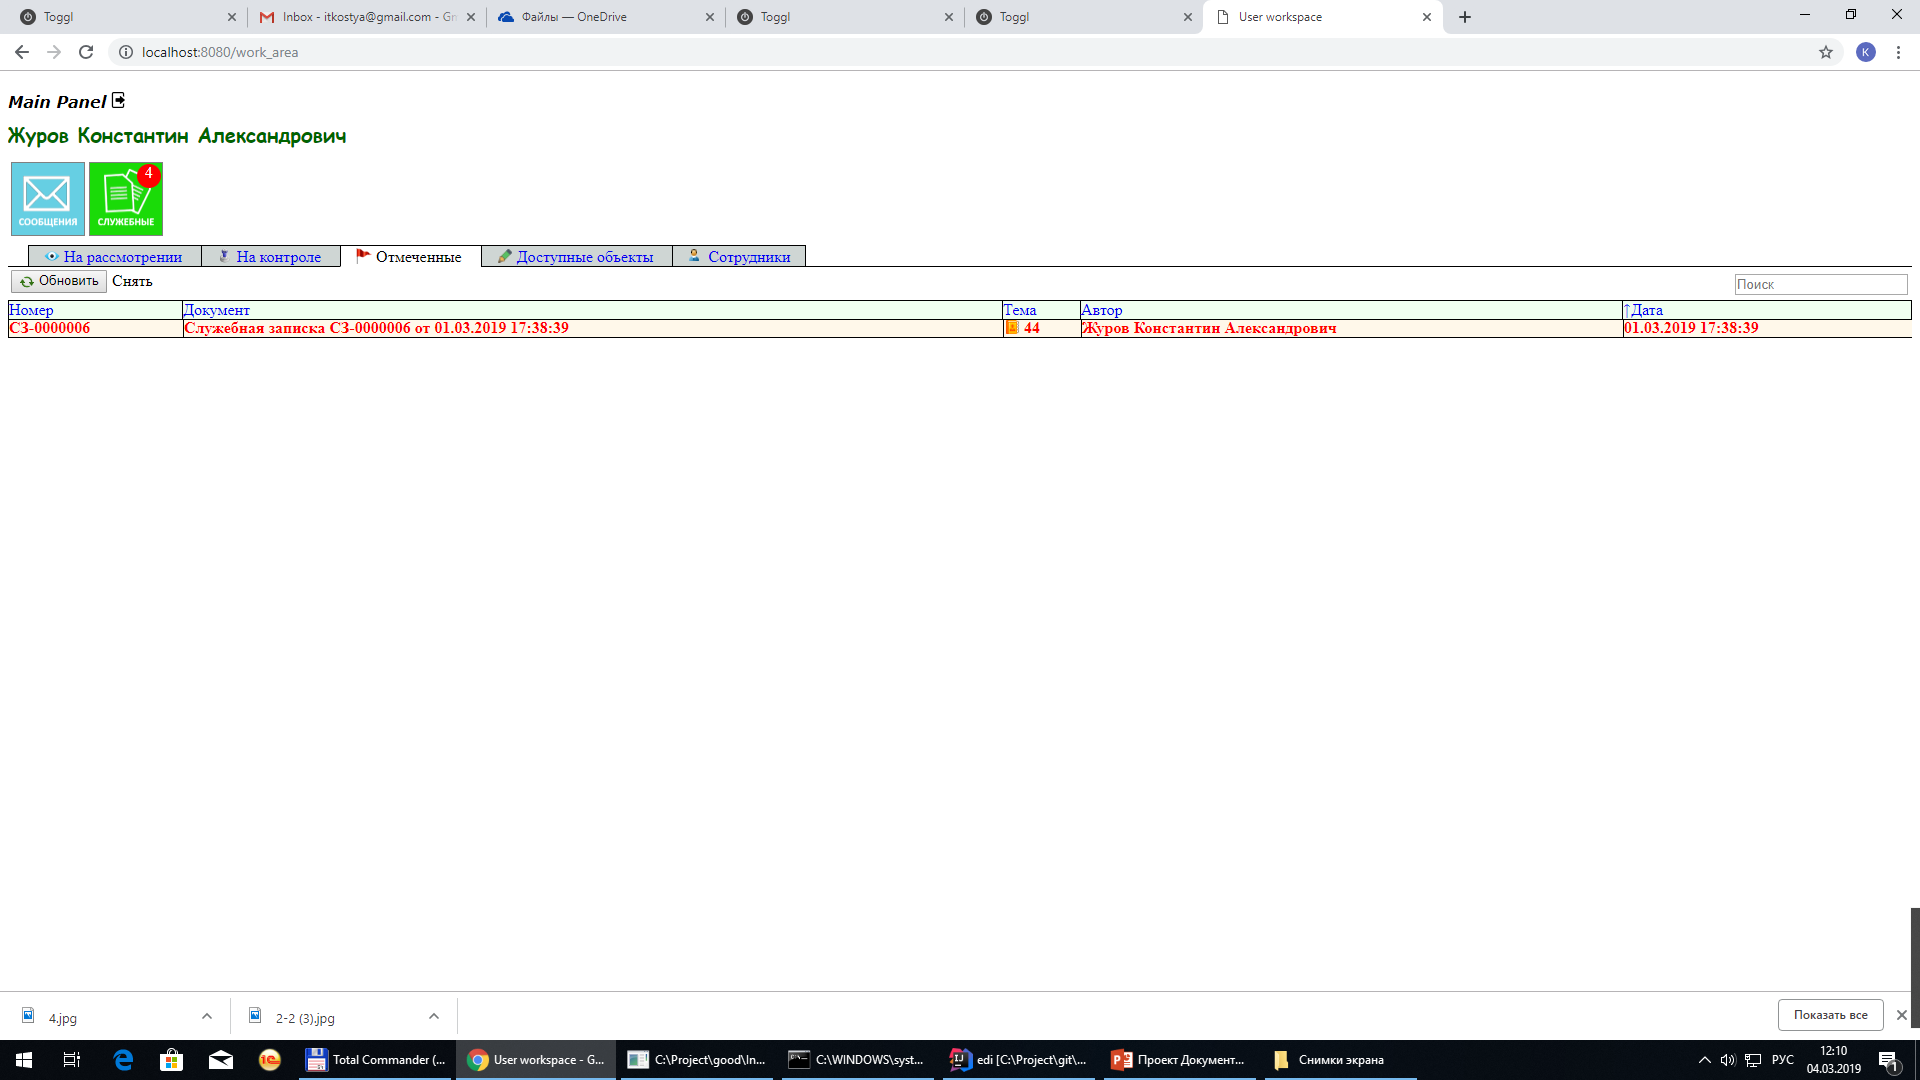 Toggl
Inbox - itkostya@gmail.com - Gm
Файлы — OneDrive
Toggl
Toggl
User workspace
localhost:8080/work_area
K
Main Panel
Журов Константин Александрович
СООБЩЕНИЯ
4
СЛУЖЕБНЫЕ
На рассмотрении
На контроле
Отмеченные
Доступные объекты
Сотрудники
Обновить
Снять
Поиск
Номер
Документ
Тема
Автор
↑Дата
СЗ-0000006
Служебная записка СЗ-0000006 от 01.03.2019 17:38:39
44
Журов Константин Александрович
01.03.2019 17:38:39
4.jpg
2-2 (3).jpg
Показать все
Total Commander (...
User workspace - G...
C:\Project\good\In...
C:\WINDOWS\syst...
edi [C:\Project\git\...
Проект Документ...
Снимки экрана
РУС
12:10
04.03.2019
1